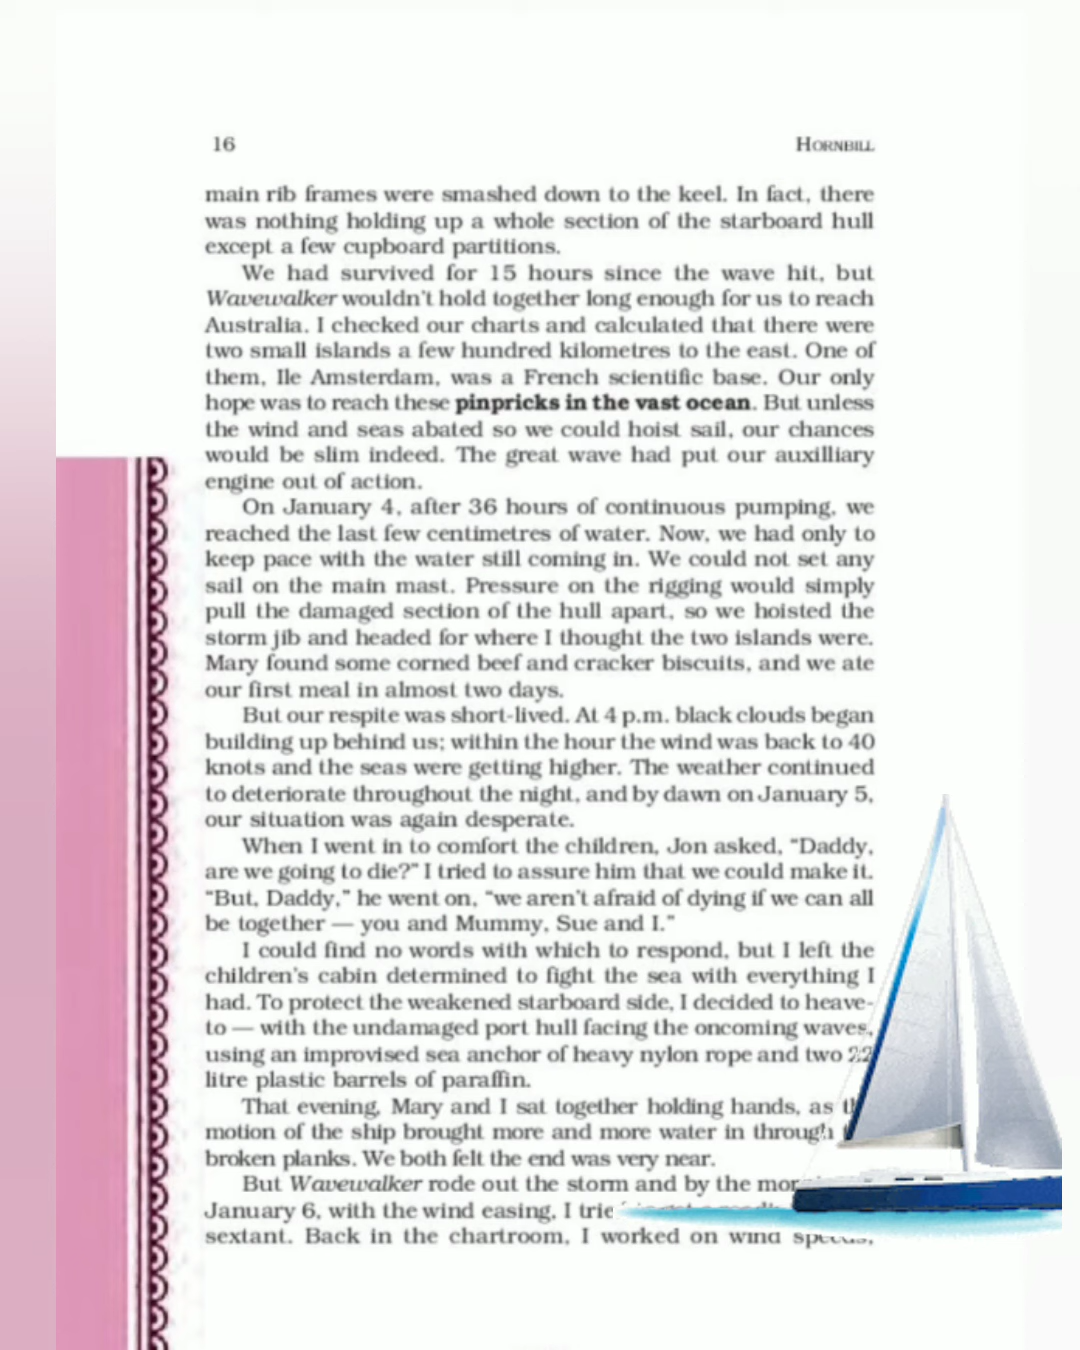 16 HORNBILL
main rib frames were smashed down to the keel. In fact, there
was nothing holding up a whole section of the starboard hull
except a few cupboard partitions.
We had survived for 15 hours since the wave hit, but
Wavewalker wouldn't hold together long enough for us to reach
Australia. I checked our charts and calculated that there were
two small islands a few hundred kilometres to the east. One of
them, Ile Amsterdam, was a French scientific base. Our only
hope was to reach these pinpricks in the vast ocean. But unless
the wind and seas abated so we could hoist sail, our chances
would be slim indeed. The great wave had put our auxilliary
engine out of action.
On January 4, after 36 hours of continuous pumping, we
reached the last few centimetres of water. Now, we had only to
keep pace with the water still coming in. We could not set any
sail on the main mast. Pressure on the rigging would simply
pull the damaged section of the hull apart, so we hoisted the
storm jib and headed for where I thought the two islands were.
Mary found some corned beef and cracker biscuits, and we ate
our first meal in almost two days.
But our respite was short-lived. At 4 p.m. black clouds began
building up behind us; within the hour the wind was back to 40
knots and the seas were getting higher. The weather continued
to deteriorate throughout the night, and by dawn on January 5,
our situation was again desperate.
When I went in to comfort the children, Jon asked, "Daddy,
are we going to die?" I tried to assure him that we could make it.
"But, Daddy," he went on, "we aren't afraid of dying if we can all
be together — you and Mummy, Sue and I."
I could find no words with which to respond, but I left the
children's cabin determined to fight the sea with everything I
had. To protect the weakened starboard side, I decided to heave-
to — with the undamaged port hull facing the oncoming waves,
using an improvised sea anchor of heavy nylon rope and two 22
litre plastic barrels of paraffin.
That evening, Mary and I sat together holding hands, as
motion of the ship brought more and more water in through
broken planks. We both felt the end was very near.
But Wavewalker rode out the storm and by the
January 6, with the wind easing, I
sextant. Back in the chartroom, I worked on wind speeds,